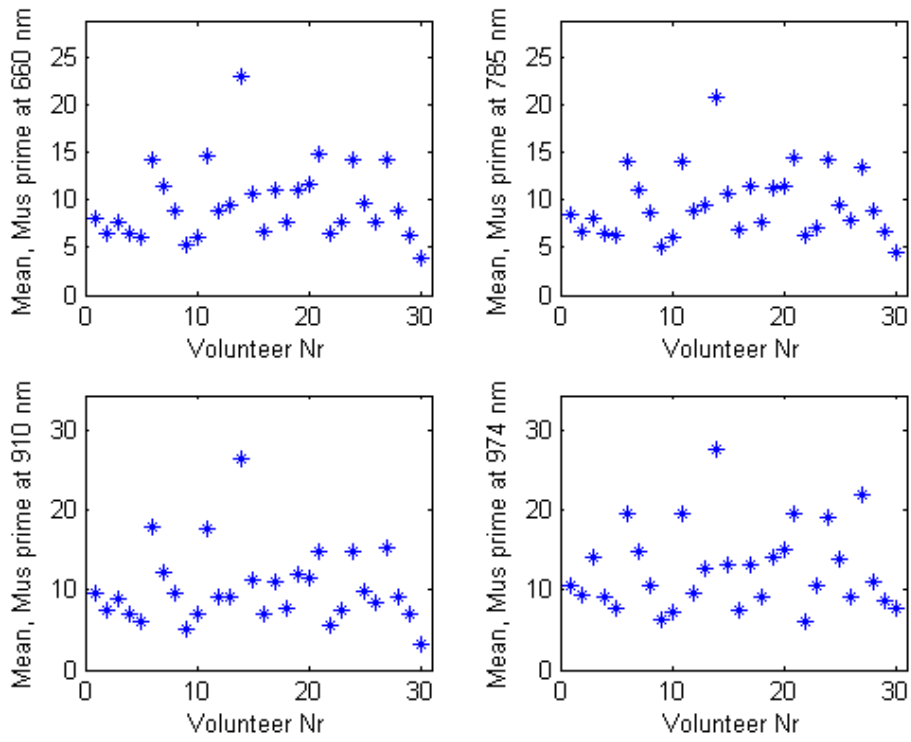 Mean, Mus prime at 660 nm
25
20
15
10
5
0
0 10 20 30
Volunteer Nr
Mean, Mus prime at 785 nm
25
20
15
10
5
0
0 10 20 30
Volunteer Nr
Mean, Mus prime at 910 nm
30
20
10
0
0 10 20 30
Volunteer Nr
Mean, Mus prime at 974 nm
30
20
10
0
0 10 20 30
Volunteer Nr